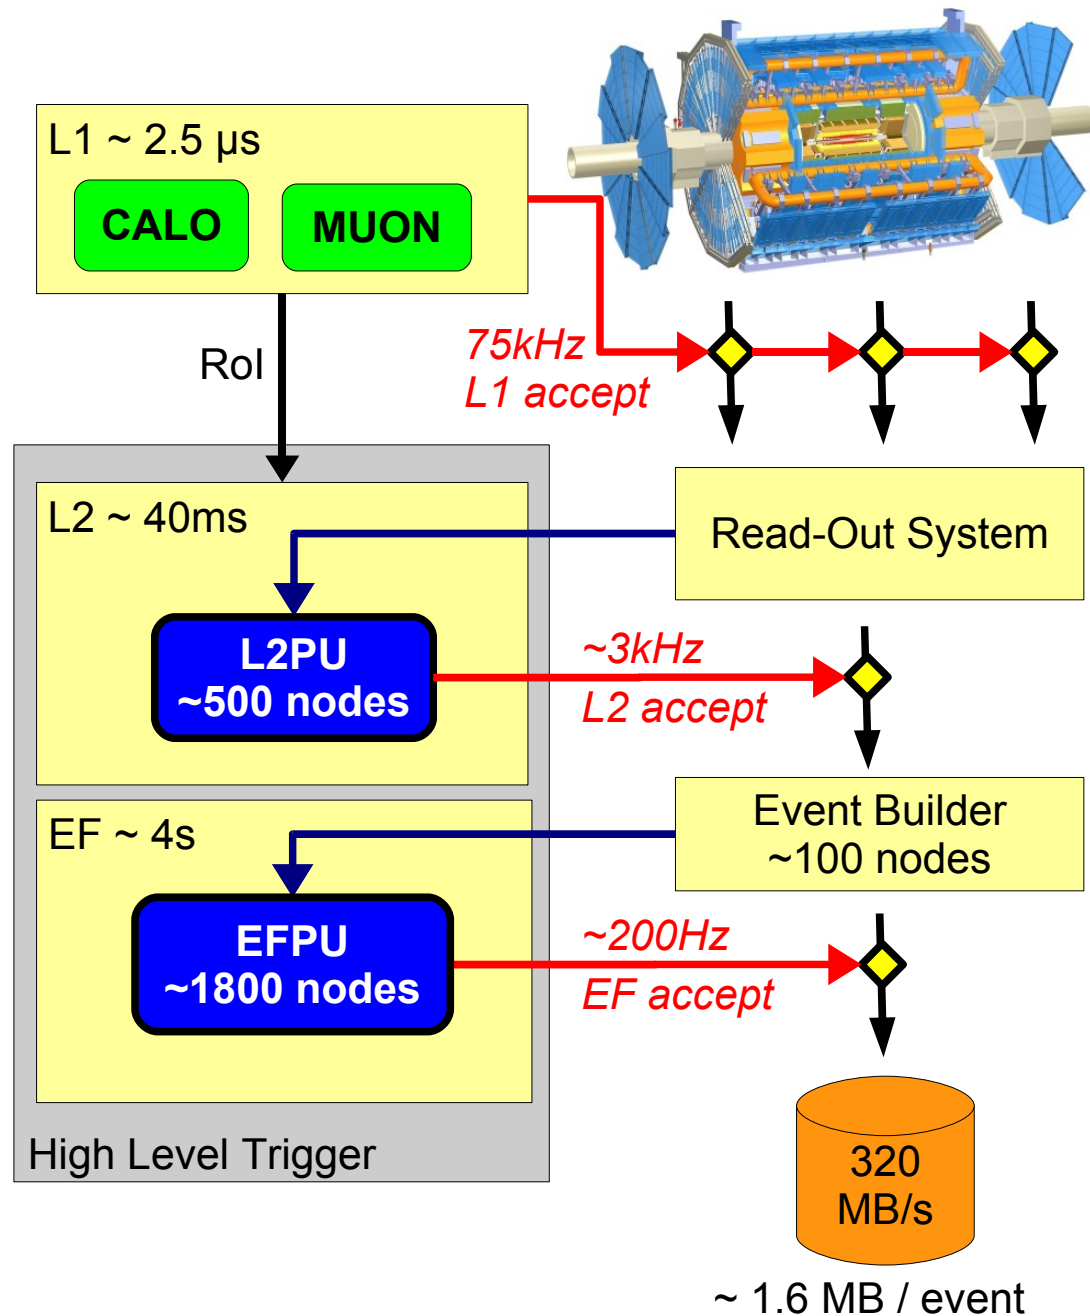 L1 ~ 2.5 µs
CALO
MUON
RoI
75kHz
L1 accept
L2 ~ 40ms
Read-Out System
L2PU
~500 nodes
~3kHz
L2 accept
EF ~ 4s
Event Builder
~100 nodes
EFPU
~1800 nodes
~200Hz
EF accept
High Level Trigger
320
MB/s
~ 1.6 MB / event